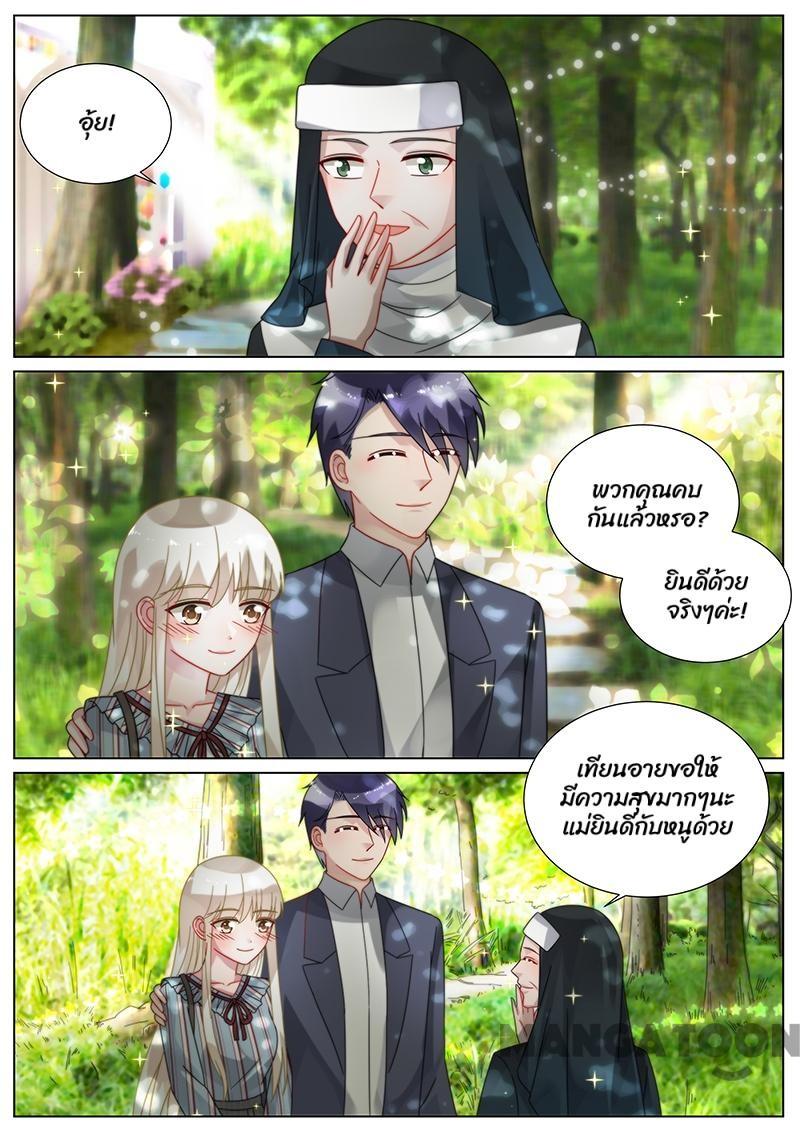 อุ้ย!
พวกคุณคบ
กันแล้วหรอ?
ยินดีด้วย
จริงๆค่ะ!
เทียนอายขอให้
มีความสุขมากๆนะ
แม่ยินดีกับหนูด้วย
MANGATOON